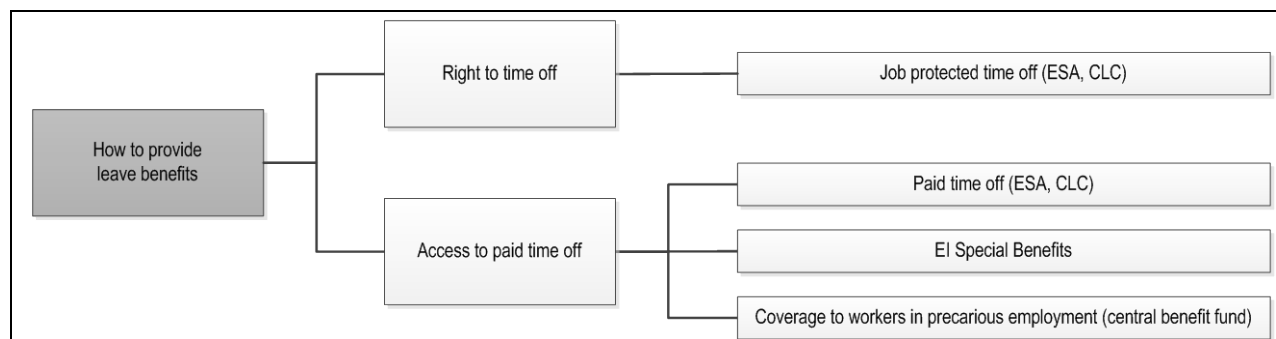 How to provide
leave benefits
Right to time off
Job protected time off (ESA, CLC)
Access to paid time off
Paid time off (ESA, CLC)
EI Special Benefits
Coverage to workers in precarious employment (central benefit fund)